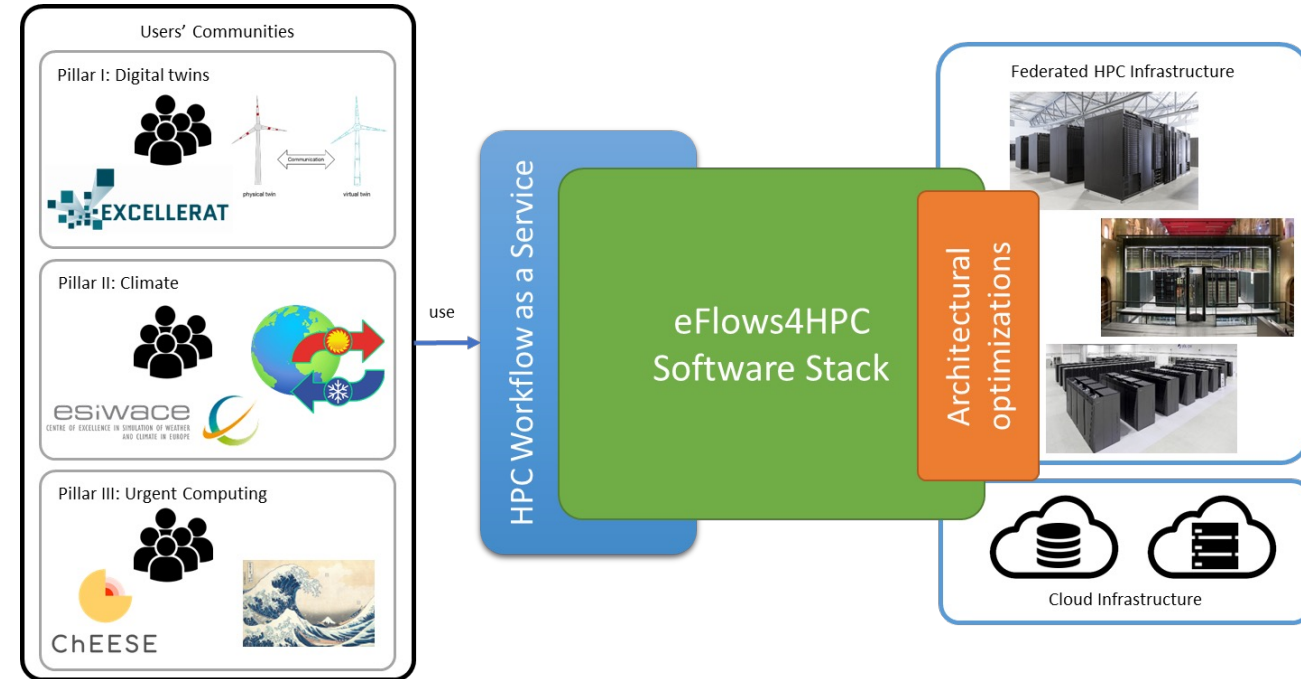 Users' Communities
Pillar I: Digital twins
Communication
physical twin
virtual twin
EXCELLERAT
Pillar II: Climate
esiwace
CENTRE OF EXCELLENCE IN SIMULATION OF WEATHER
AND CLIMATE IN EUROPE
Pillar III: Urgent Computing
ChEESE
use
HPC Workflow as a Service
eFlows4HPC
Software Stack
Architectural
optimizations
Federated HPC Infrastructure
Cloud Infrastructure